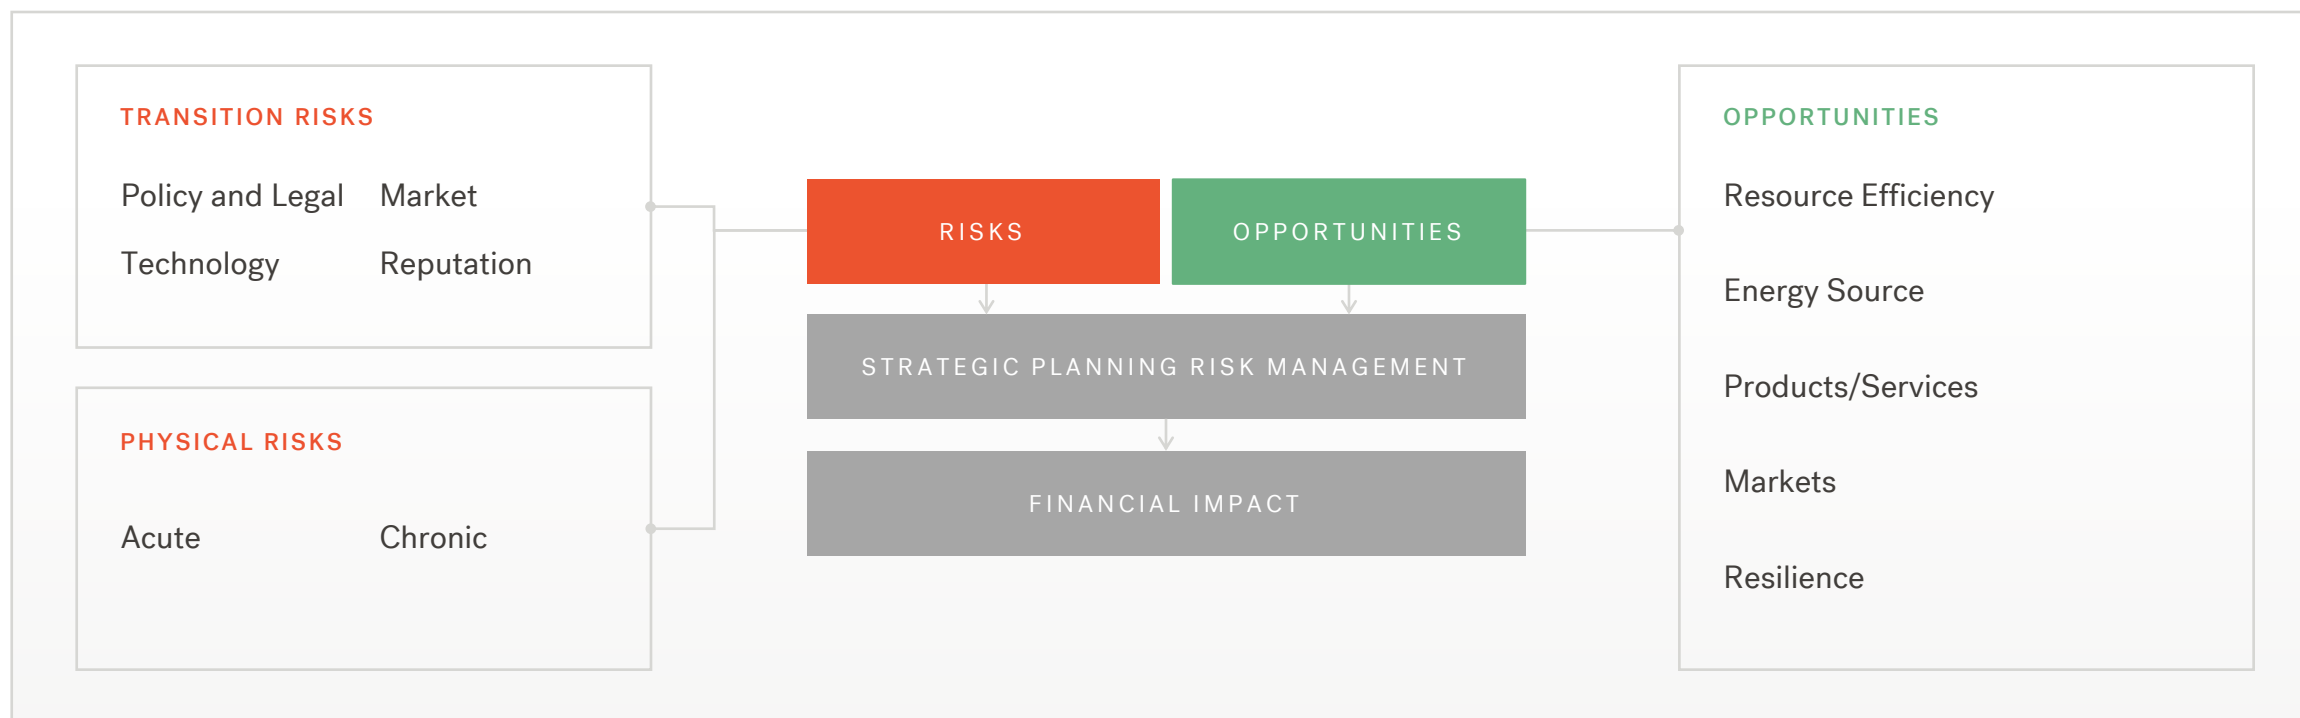 TRANSITION RISKS
Policy and Legal Market
Technology Reputation
PHYSICAL RISKS
Acute Chronic
RISKS
OPPORTUNITIES
STRATEGIC PLANNING RISK MANAGEMENT
FINANCIAL IMPACT
OPPORTUNITIES
Resource Efficiency
Energy Source
Products/Services
Markets
Resilience